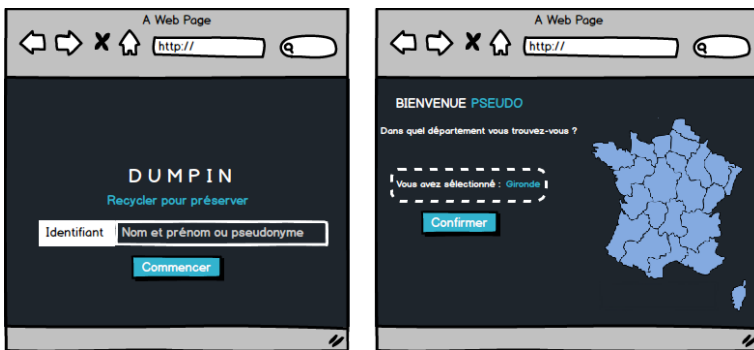 A Web Page
http://
DUMPIN
Recycler pour préserver
Identifiant
Nom et prénom ou pseudonyme
Commencer
A Web Page
http://
BIENVENUE PSEUDO
Dans quel département vous trouvez-vous ?
Vous avez sélectionné : Gironde
Confirmer